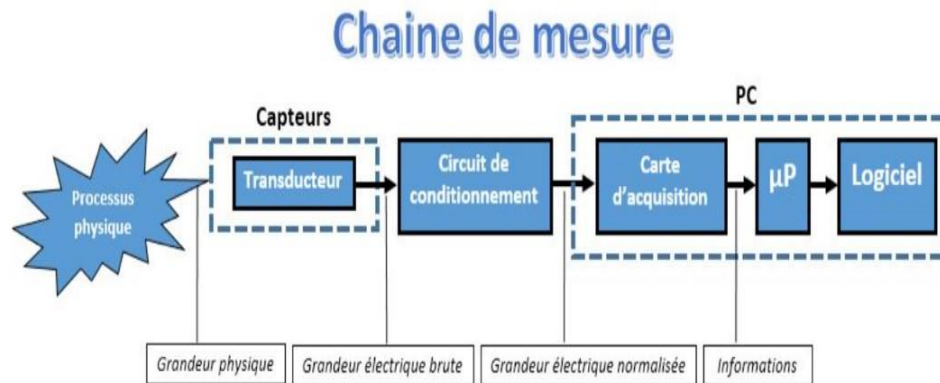 Chaine de mesure
PC
Capteurs
Processus
physique
Transducteur
Circuit de
conditionnement
Carte
d'acquisition
µP
Logiciel
Grandeur physique
Grandeur électrique brute
Grandeur électrique normalisée
Informations